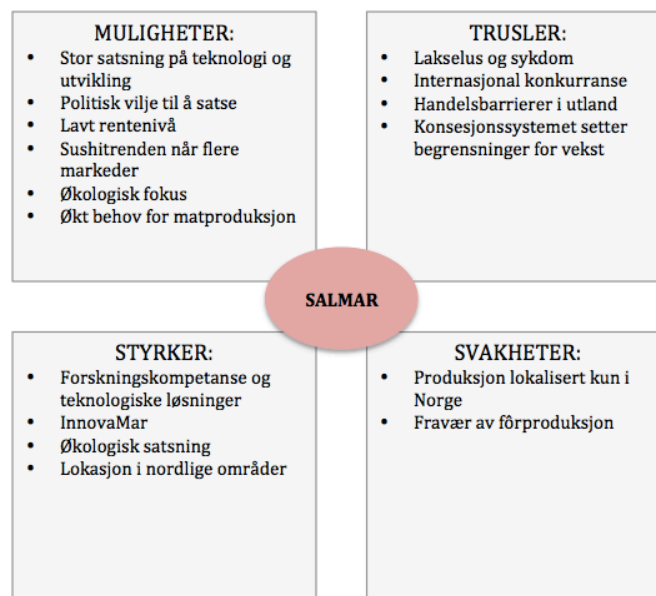 MULIGHETER:
• Stor satsning på teknologi og
utvikling
• Politisk vilje til å satse
• Lavt rentenivå
• Sushitrenden når flere
markeder
• Økologisk fokus
• Økt behov for matproduksjon
TRUSLER:
• Lakselus og sykdom
• Internasjonal konkurranse
• Handelsbarrierer i utland
• Konsesjonssystemet setter
begrensninger for vekst
SALMAR
STYRKER:
• Forskningskompetanse og
teknologiske løsninger
• InnovaMar
• Økologisk satsning
• Lokasjon i nordlige områder
SVAKHETER:
• Produksjon lokalisert kun i
Norge
• Fravær av fôrproduksjon